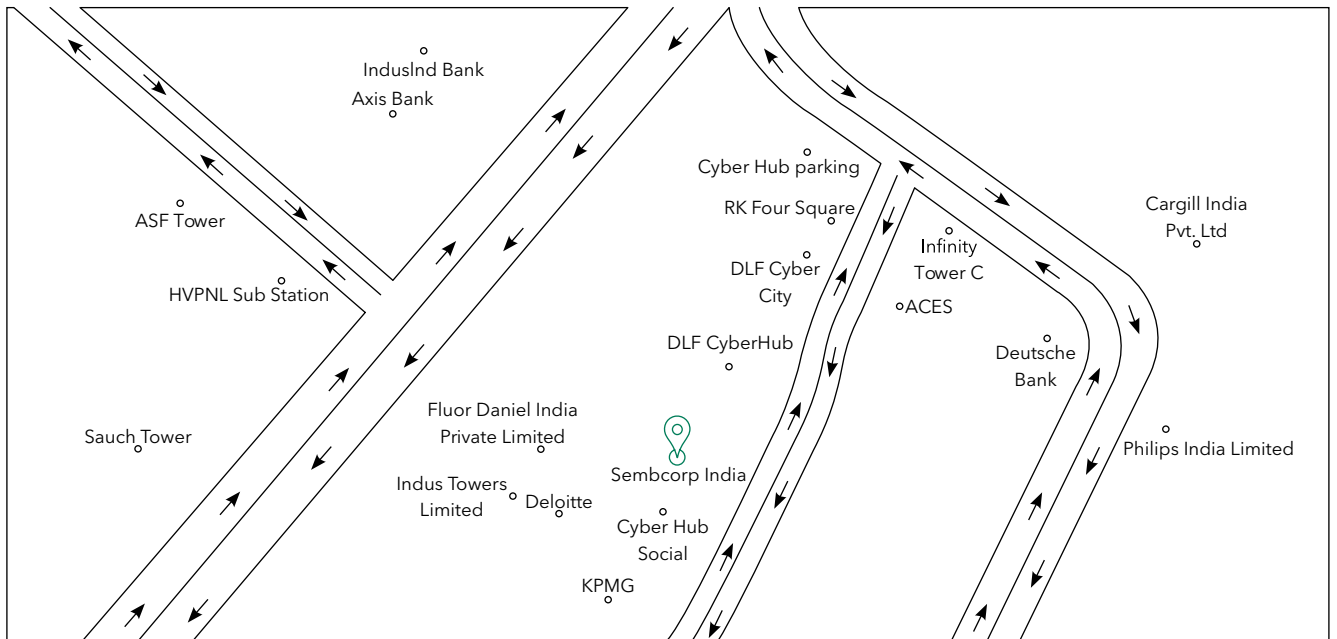 IndusInd Bank
Axis Bank
Cyber Hub parking
ASF Tower
RK Four Square
Cargill India
Pvt. Ltd
Infinity
Tower C
DLF Cyber
City
HVPNL Sub Station
ACES
DLF CyberHub
Deutsche
Bank
Fluor Daniel India
Private Limited
Sauch Tower
Philips India Limited
Sembcorp India
Indus Towers
Limited
Deloitte
Cyber Hub
Social
KPMG